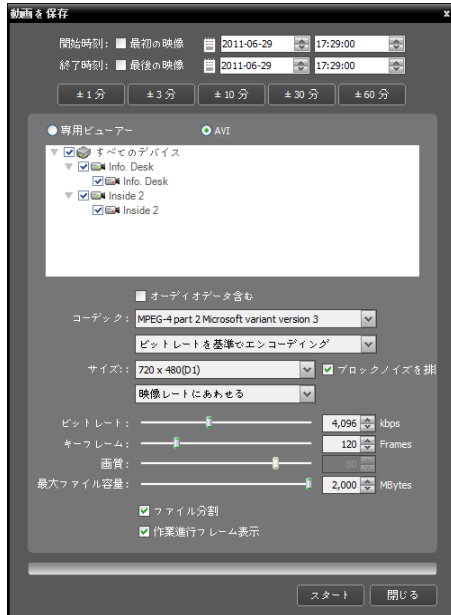 動画を保存 x
開始時刻: 最初の映像 2011-06-29 17:29:00
終了時刻: 最後の映像 2011-06-29 17:29:00
±1分 ±3分 ±10分 ±30分 ±60分
専用ビューアー AVI
すべてのデバイス
Info. Desk
Info. Desk
Inside 2
Inside 2
オーディオデータ含む
コーデック: MPEG-4 part 2 Microsoft variant version 3
ビットレートを基準でエンコーディング
サイズ:: 720 x 480(D1) ブロックノイズを排
映像レートにあわせる
ビットレート: 4,096 kbps
キーフレーム: 120 Frames
画質: 80
最大ファイル容量: 2,000 MBytes
ファイル分割
作業進行フレーム表示
スタート 閉じる